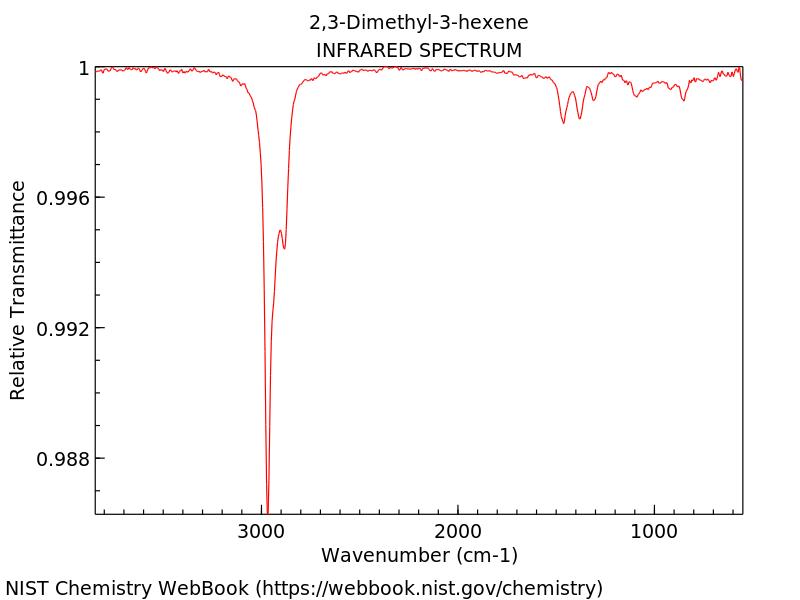 2,3-Dimethyl-3-hexene
INFRARED SPECTRUM
1
0.996
0.992
0.988
Relative Transmittance
3000 2000 1000
Wavenumber (cm-1)
NIST Chemistry WebBook (https://webbook.nist.gov/chemistry)